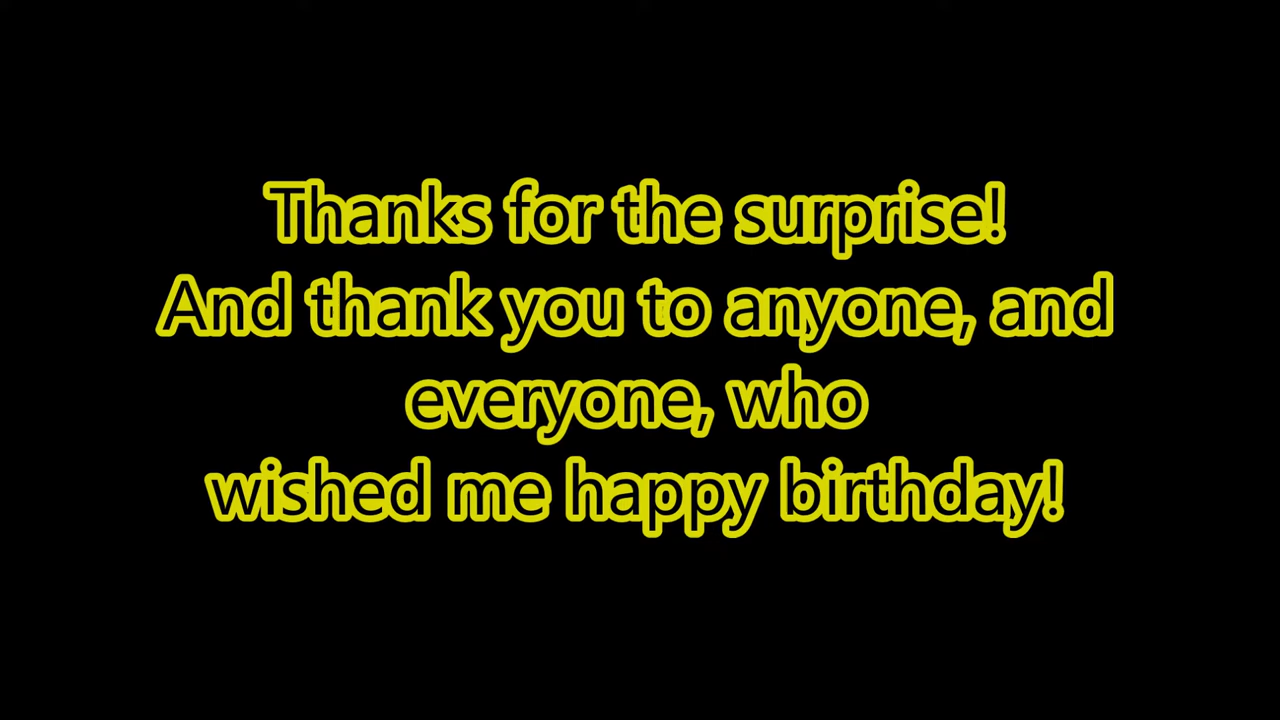 Thanks for the surprise!
And thank you to anyone, and
everyone, who
wished me happy birthday!